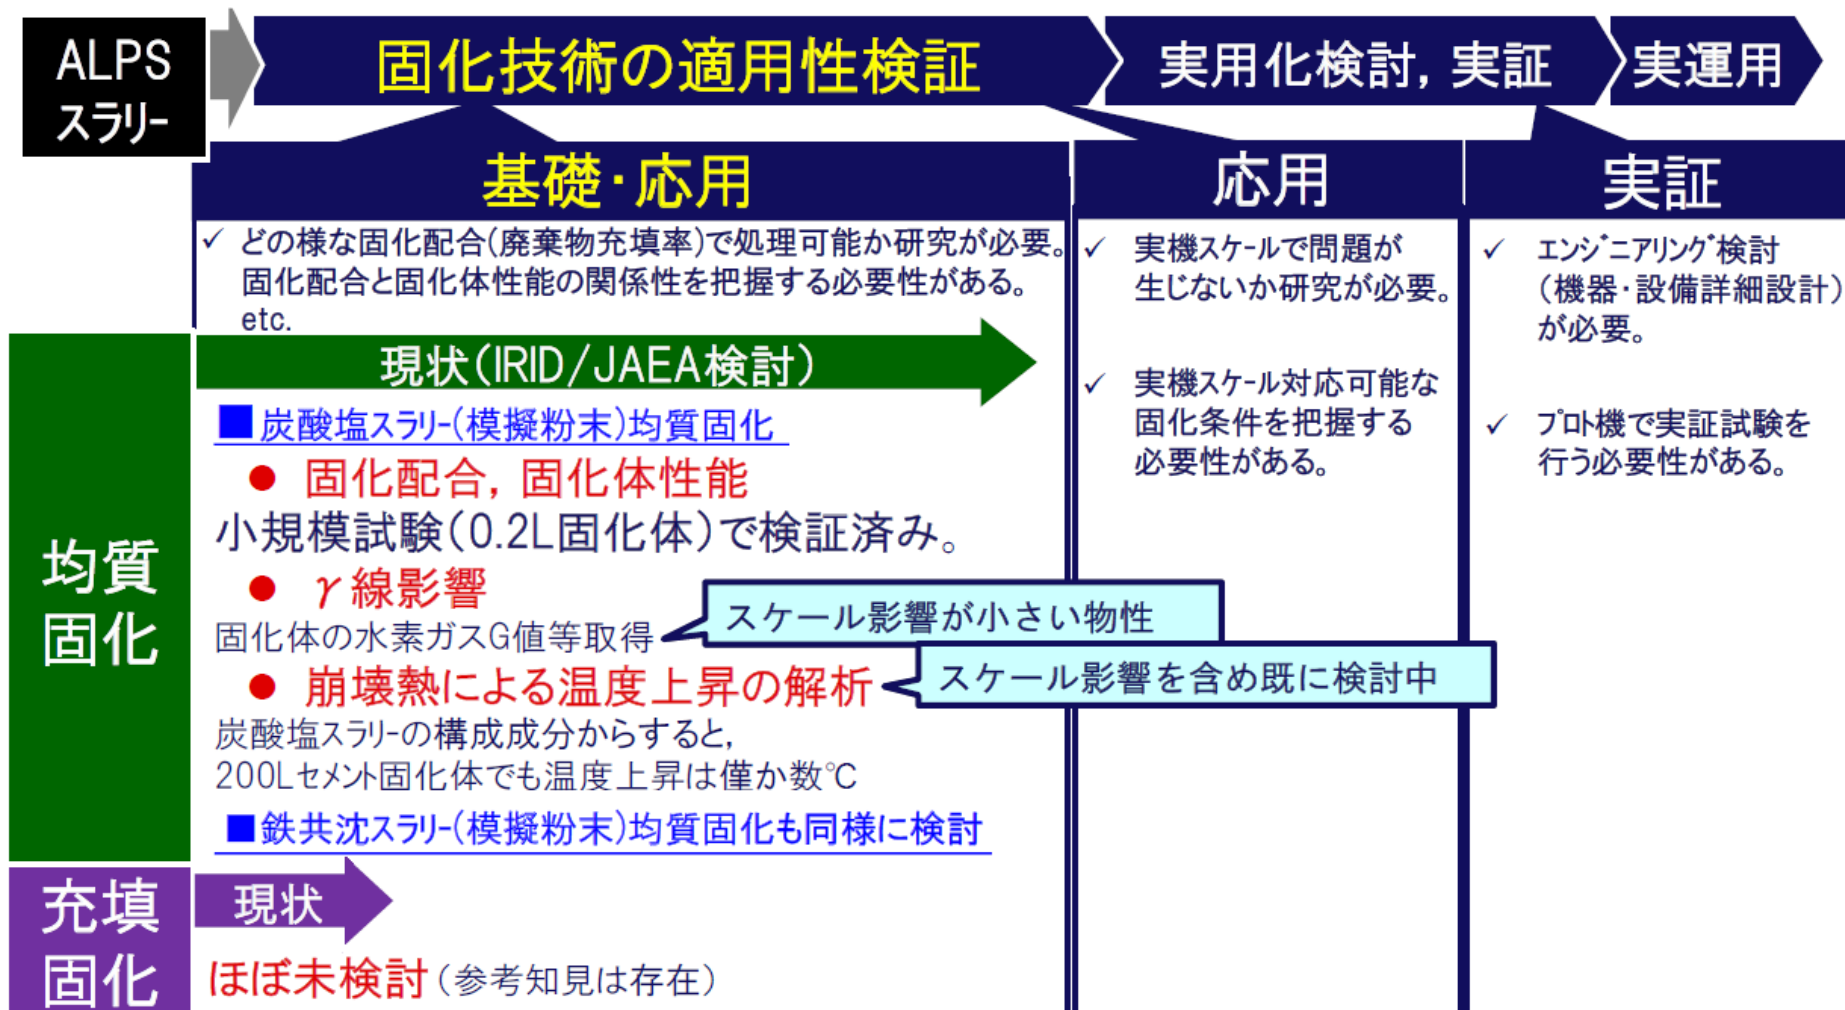 ALPS
スラリー
固化技術の適用性検証
実用化検討，実証
実運用
基礎・応用
✓ どの様な固化配合(廃棄物充填率)で処理可能か研究が必要。
固化配合と固化体性能の関係性を把握する必要性がある。
etc.
応用
✓ 実機スケールで問題が
生じないか研究が必要。
✓ 実機スケール対応可能な
固化条件を把握する
必要性がある。
実証
✓ エンジニアリング検討
（機器・設備詳細設計）
が必要。
✓ プロト機で実証試験を
行う必要性がある。
均質
固化
現状（IRID/JAEA検討）
■炭酸塩スラリー(模擬粉末)均質固化
● 固化配合，固化体性能
小規模試験（0.2L固化体）で検証済み。
● γ線影響
固化体の水素ガスG値等取得
スケール影響が小さい物性
● 崩壊熱による温度上昇の解析
スケール影響を含め既に検討中
炭酸塩スラリーの構成成分からすると，
200Lセメント固化体でも温度上昇は僅か数℃
■鉄共沈スラリー(模擬粉末)均質固化も同様に検討
充填
固化
現状
ほぼ未検討（参考知見は存在）